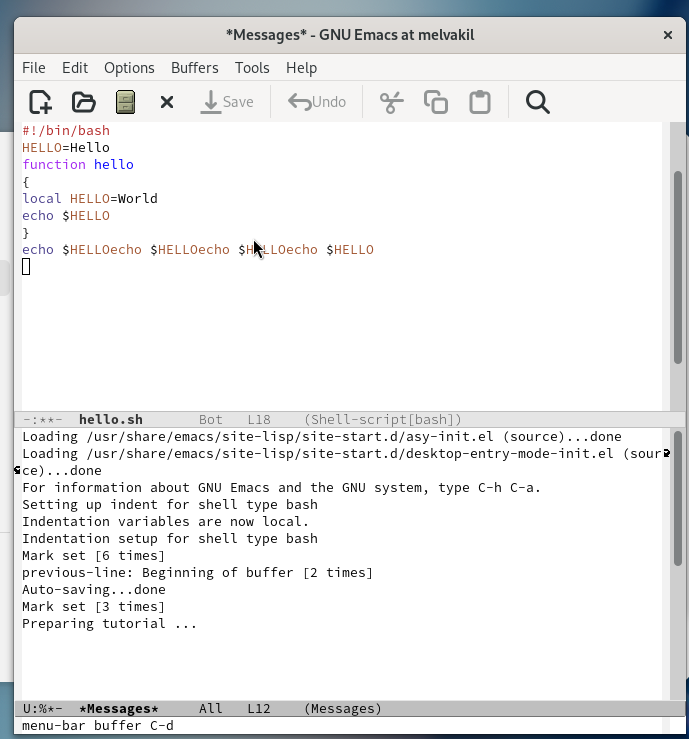 *Messages* - GNU Emacs at melvakil
File Edit Options Buffers Tools Help
Save Undo
#!/bin/bash
HELLO=Hello
function hello
{
local HELLO=World
echo $HELLO
}
echo $HELLOecho $HELLOecho $HELLOecho $HELLO
-:**- hello.sh Bot L18 (Shell-script[bash])
Loading /usr/share/emacs/site-lisp/site-start.d/asy-init.el (source)...done
Loading /usr/share/emacs/site-lisp/site-start.d/desktop-entry-mode-init.el (sour
ce)...done
For information about GNU Emacs and the GNU system, type C-h C-a.
Setting up indent for shell type bash
Indentation variables are now local.
Indentation setup for shell type bash
Mark set [6 times]
previous-line: Beginning of buffer [2 times]
Auto-saving...done
Mark set [3 times]
Preparing tutorial ...
U:%*- *Messages* All L12 (Messages)
menu-bar buffer C-d